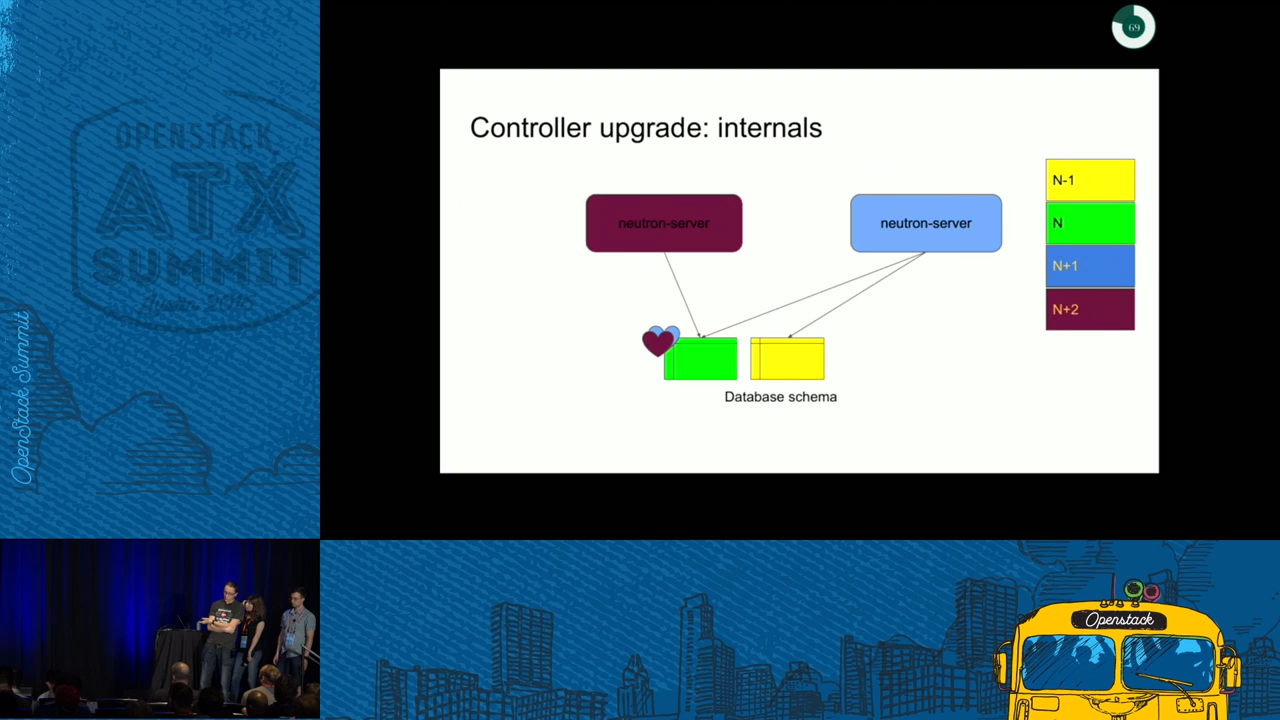 OPENSTACK
ATX
SUMMIT
Austin 2016
OpenStack Summit
69
Controller upgrade: internals
neutron-server
neutron-server
N-1
N
N+1
N+2
Database schema
Openstack